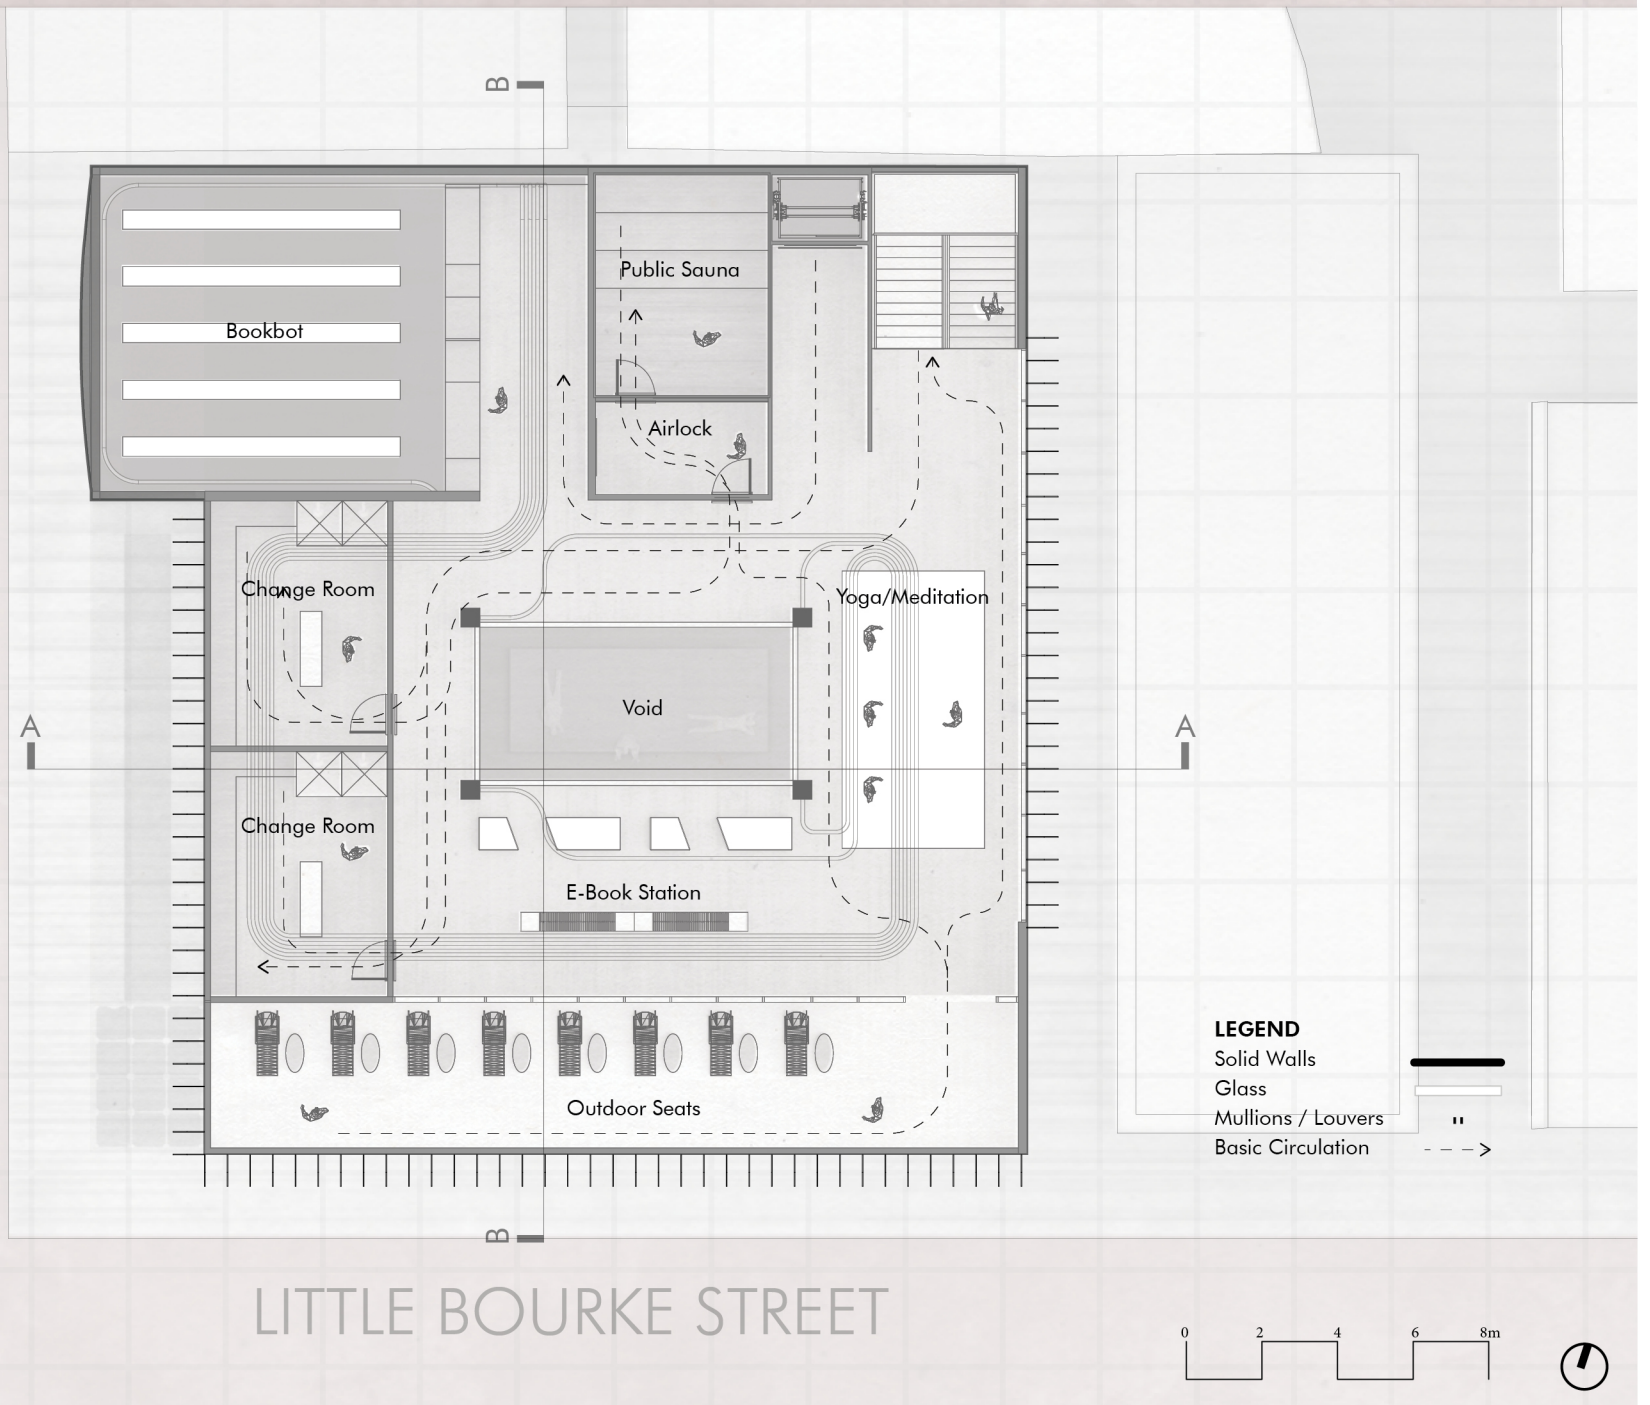 B
Public Sauna
Bookbot
Airlock
Change Room
Yoga/Meditation
Void
A
A
Change Room
E-Book Station
Outdoor Seats
LEGEND
Solid Walls
Glass
Mullions / Louvers
Basic Circulation
B
LITTLE BOURKE STREET
0 2 4 6 8m